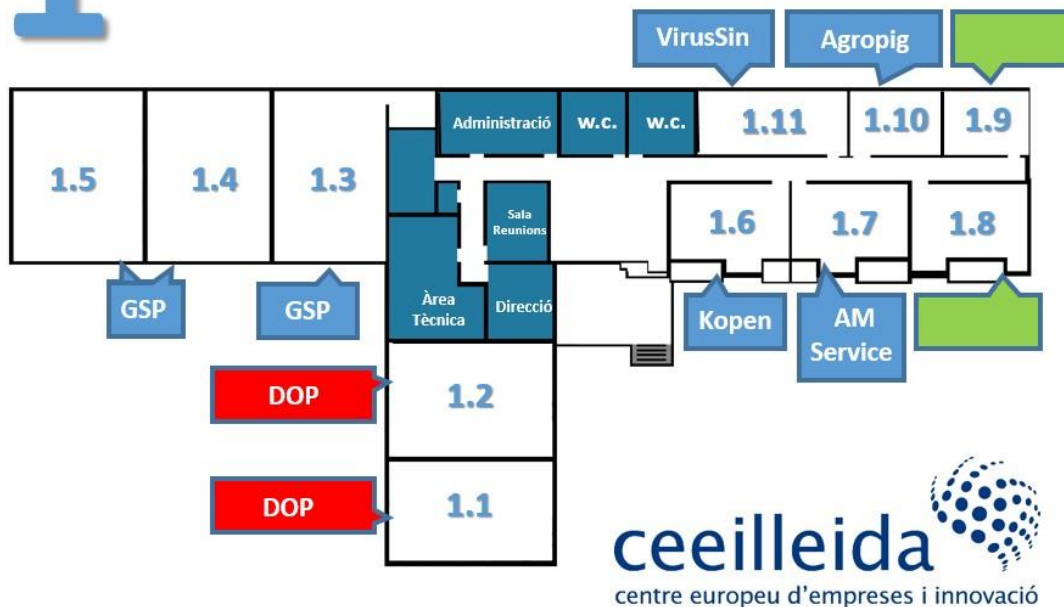 VirusSin
Agropig
Administració
w.c.
w.c.
1.11
1.10
1.9
1.5
1.4
1.3
Sala
Reunions
1.6
1.7
1.8
GSP
GSP
Àrea
Tècnica
Direcció
Kopen
AM
Service
DOP
1.2
DOP
1.1
ceeilleida
centre europeu d'empreses i innovació